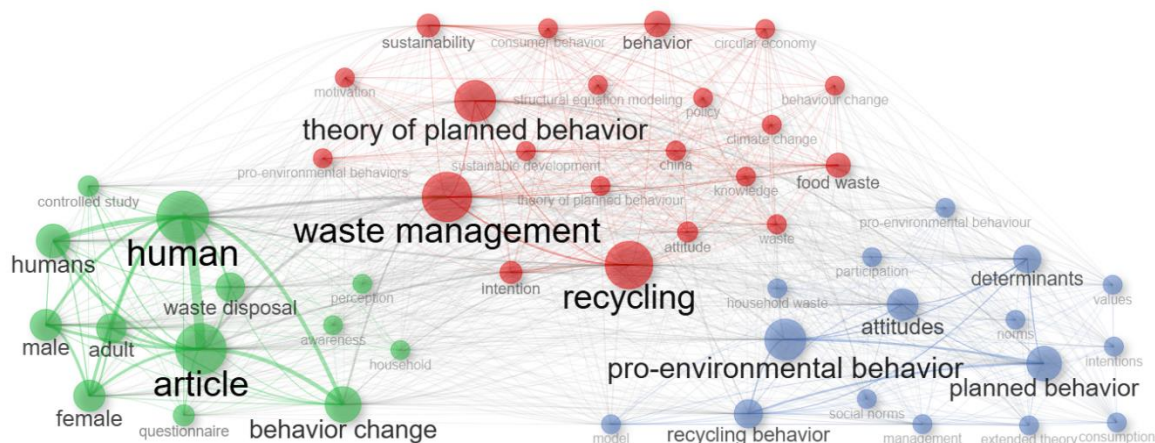 sustainability
consumer behavior
behavior
circular economy
motivation
structural equation modeling
policy
behaviour change
theory of planned behavior
climate change
pro-environmental behaviors
sustainable development
china
knowledge
food waste
controlled study
theory of planned behaviour
pro-environmental behaviour
human
waste management
attitude
waste
humans
waste disposal
perception
intention
recycling
participation
determinants
household waste
values
male
adult
awareness
attitudes
norms
article
household
pro-environmental behavior
intentions
planned behavior
female
questionnaire
behavior change
model
recycling behavior
social norms
management
extended theory
consumption